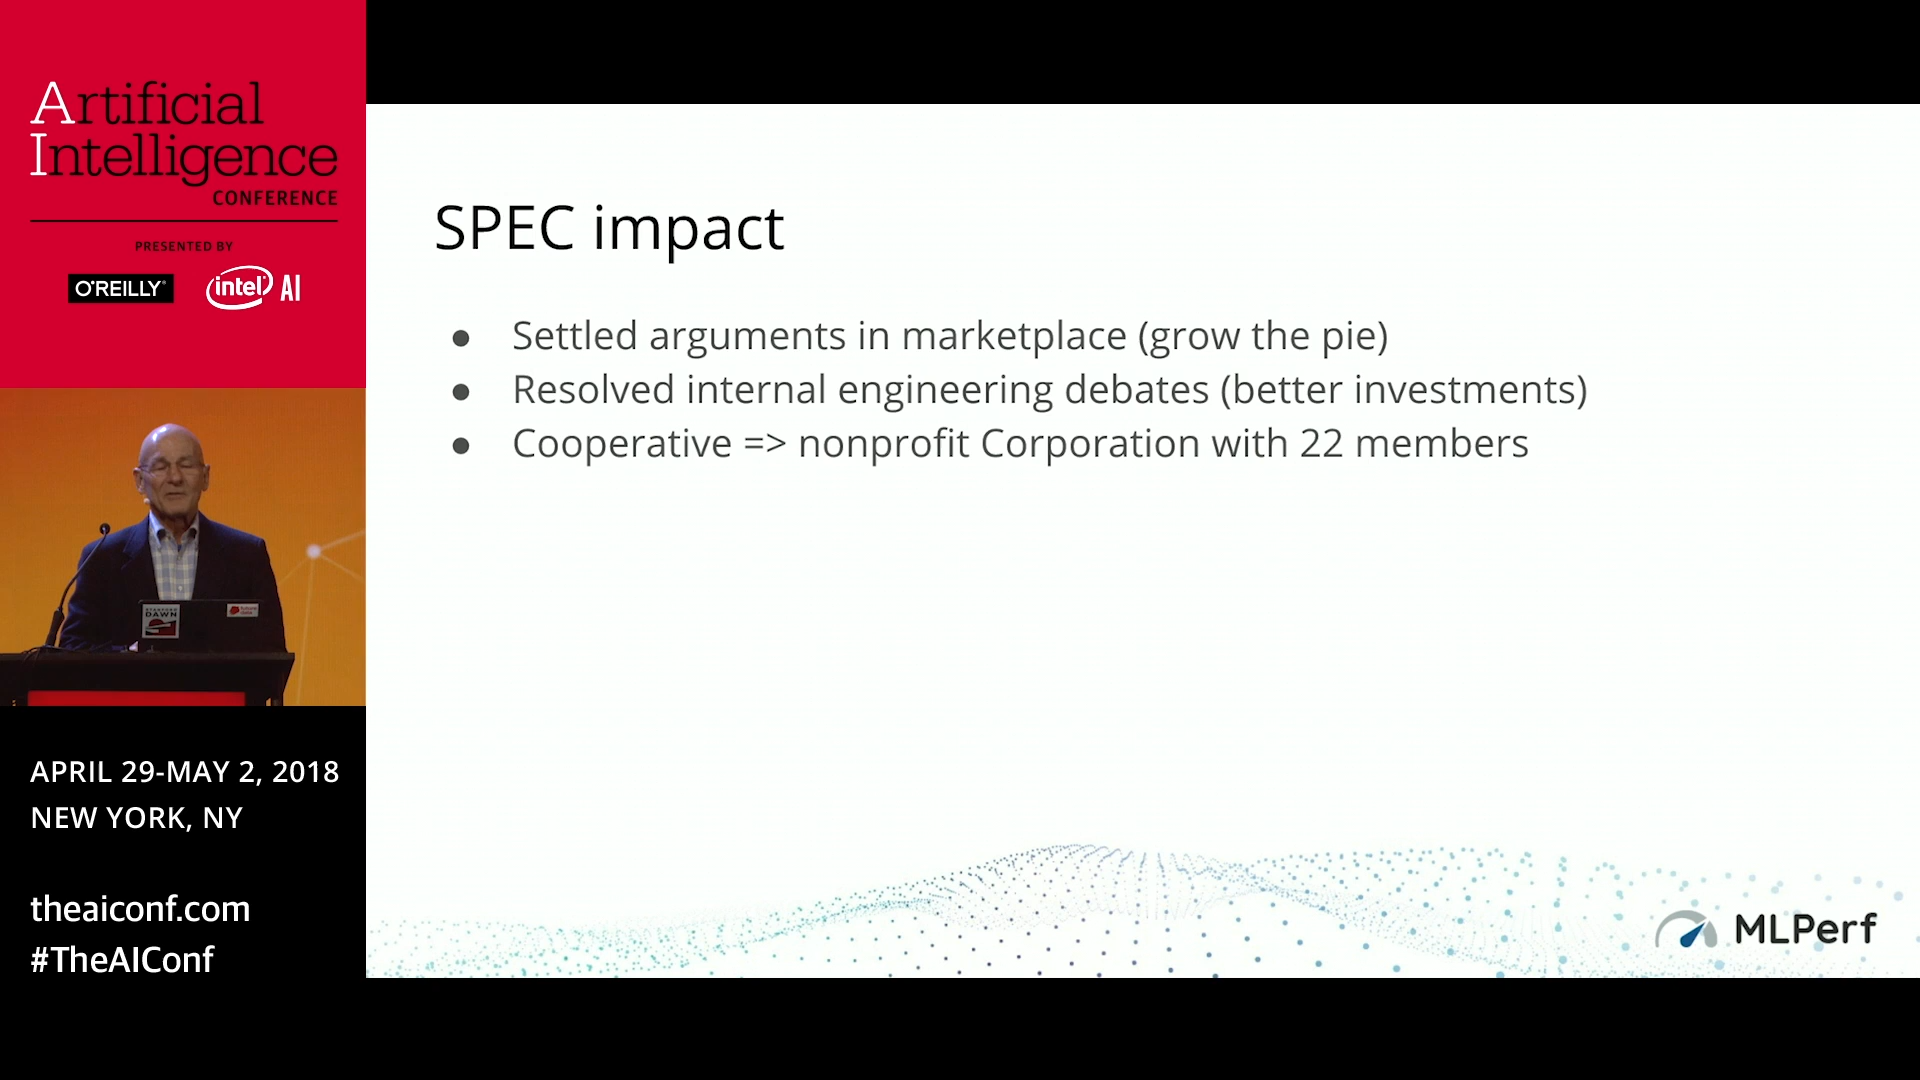 Artificial
Intelligence
CONFERENCE
PRESENTED BY
O'REILLY®
intel® AI
STANFORD
DAWN
APRIL 29-MAY 2, 2018
NEW YORK, NY
theaiconf.com
#TheAIConf
SPEC impact
● Settled arguments in marketplace (grow the pie)
● Resolved internal engineering debates (better investments)
● Cooperative => nonprofit Corporation with 22 members
MLPerf